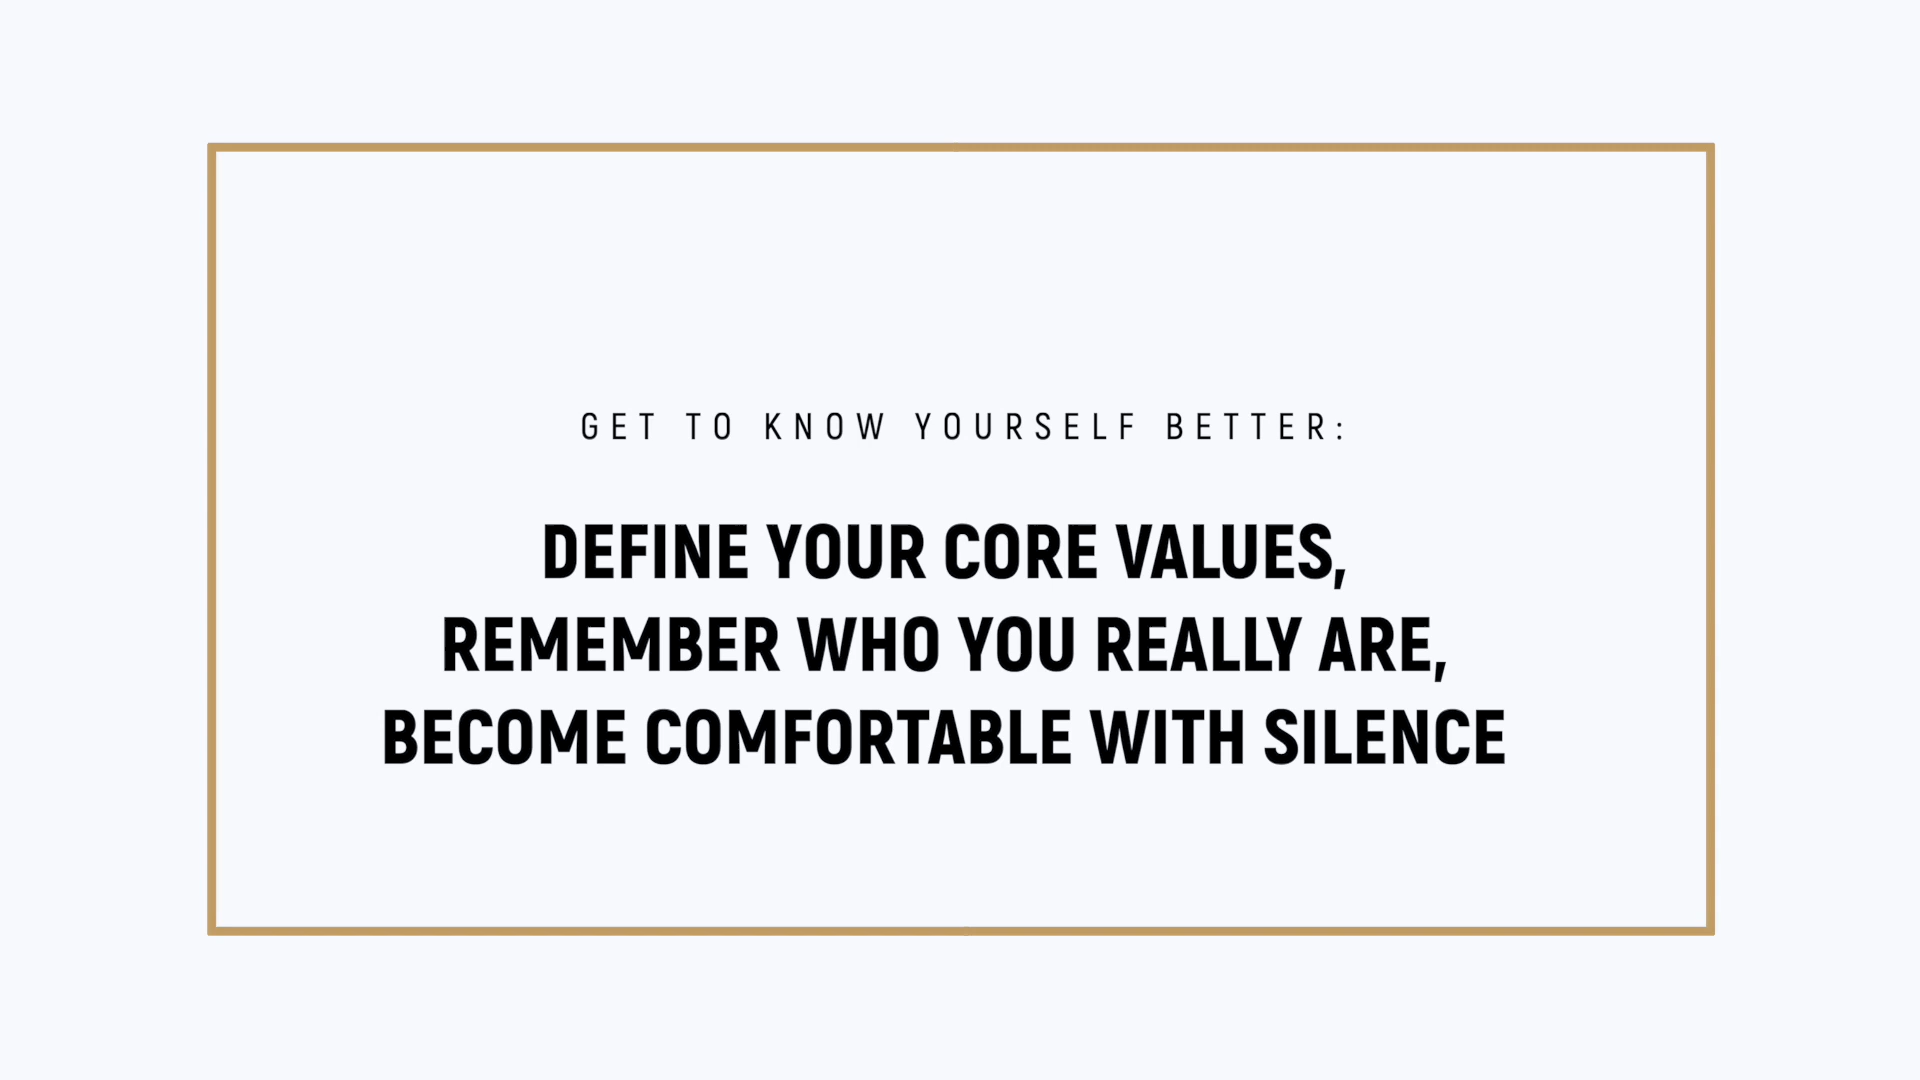 GET TO KNOW YOURSELF BETTER:
DEFINE YOUR CORE VALUES,
REMEMBER WHO YOU REALLY ARE,
BECOME COMFORTABLE WITH SILENCE